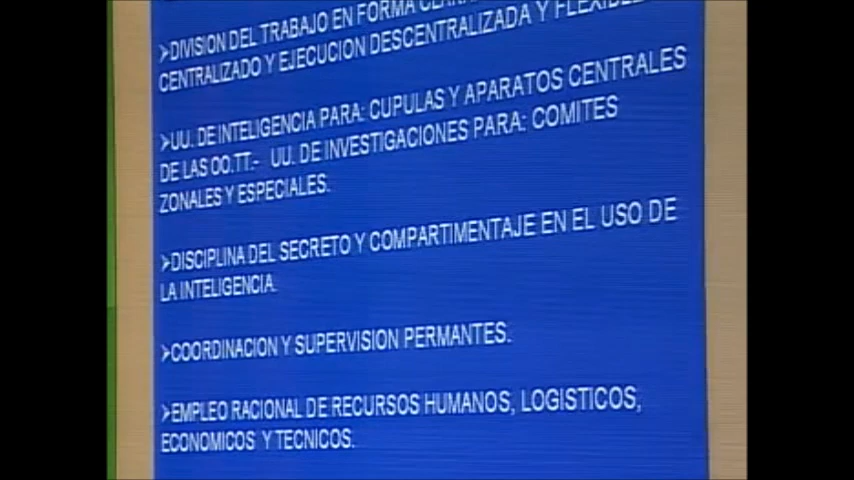 ➢DIVISION DEL TRABAJO EN FORMA
CENTRALIZADO Y EJECUCION DESCENTRALIZADA Y FLEXIBLE
➢UU. DE INTELIGENCIA PARA: CUPULAS Y APARATOS CENTRALES
DE LAS OO.TT.- UU. DE INVESTIGACIONES PARA: COMITES
ZONALES Y ESPECIALES.
➢DISCIPLINA DEL SECRETO Y COMPARTIMENTAJE EN EL USO DE
LA INTELIGENCIA.
➢COORDINACION Y SUPERVISION PERMANTES.
➢EMPLEO RACIONAL DE RECURSOS HUMANOS, LOGISTICOS,
ECONOMICOS Y TECNICOS.